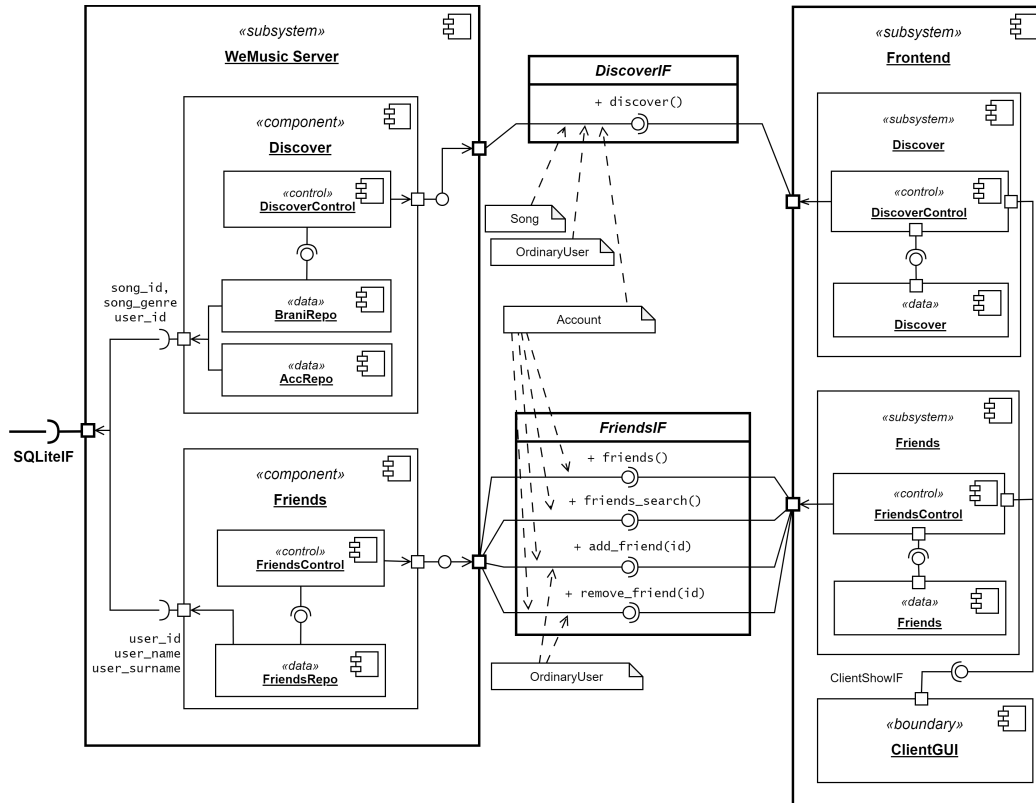 «subsystem»
WeMusic Server
«component»
Discover
«control»
DiscoverControl
«data»
BraniRepo
«data»
AccRepo
song_id,
song_genre
user_id
SQLiteIF
«component»
Friends
«control»
FriendsControl
«data»
FriendsRepo
user_id
user_name
user_surname
DiscoverIF
+ discover()
Song
OrdinaryUser
Account
FriendsIF
+ friends()
+ friends_search()
+ add_friend(id)
+ remove_friend(id)
OrdinaryUser
«subsystem»
Frontend
«subsystem»
Discover
«control»
DiscoverControl
«data»
Discover
«subsystem»
Friends
«control»
FriendsControl
«data»
Friends
ClientShowIF
«boundary»
ClientGUI